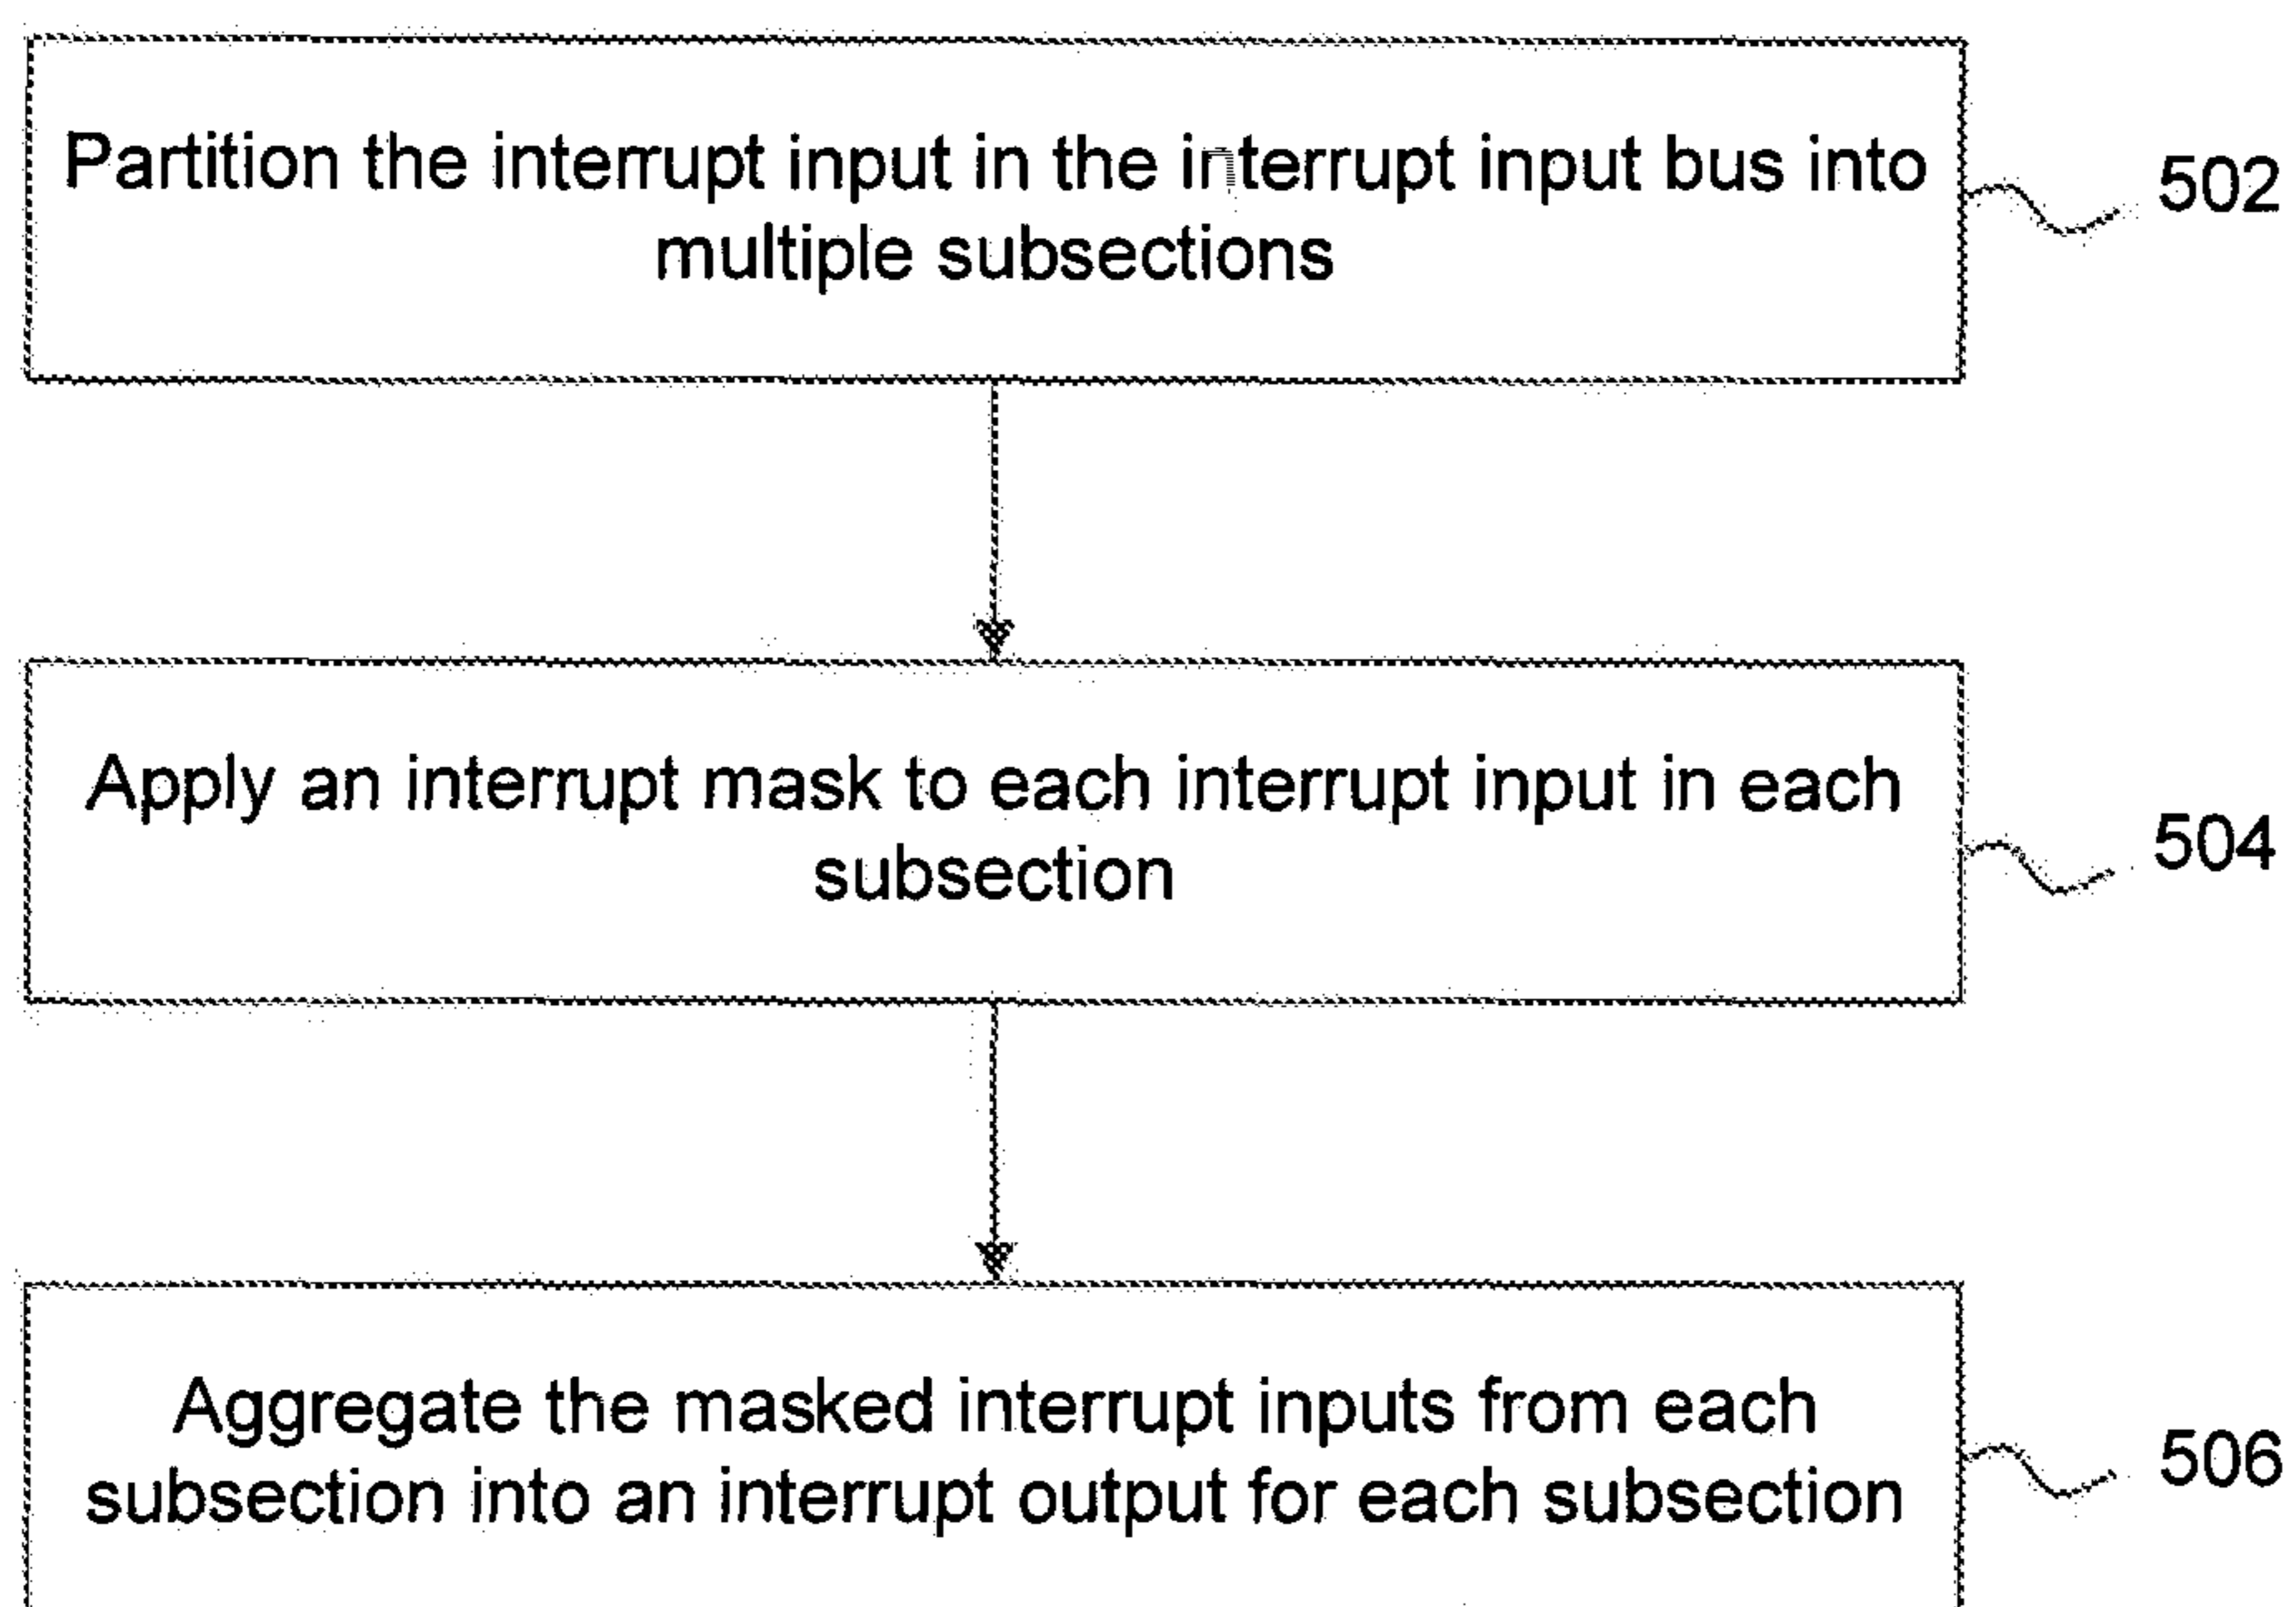 Partition the interrupt input in the interrupt input bus into
multiple subsections
502
Apply an interrupt mask to each interrupt input in each
subsection
504
Aggregate the masked interrupt inputs from each
subsection into an interrupt output for each subsection
506